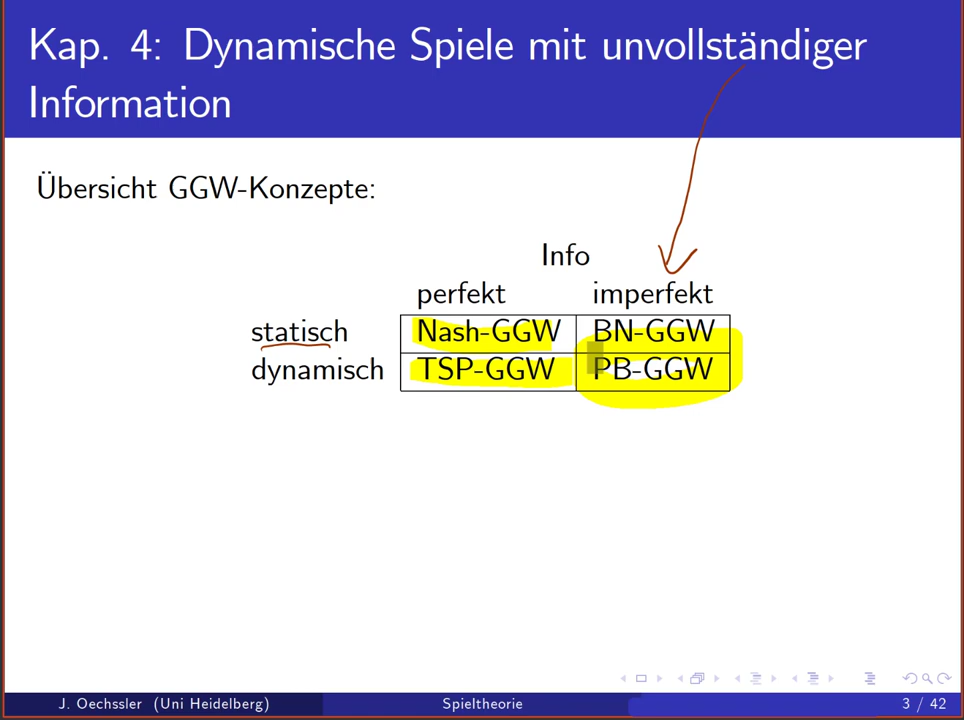 Kap. 4: Dynamische Spiele mit unvollständiger
Information
Übersicht GGW-Konzepte:
Info
perfekt imperfekt
statisch Nash-GGW BN-GGW
dynamisch TSP-GGW PB-GGW
J. Oechssler (Uni Heidelberg) Spieltheorie 3 / 42